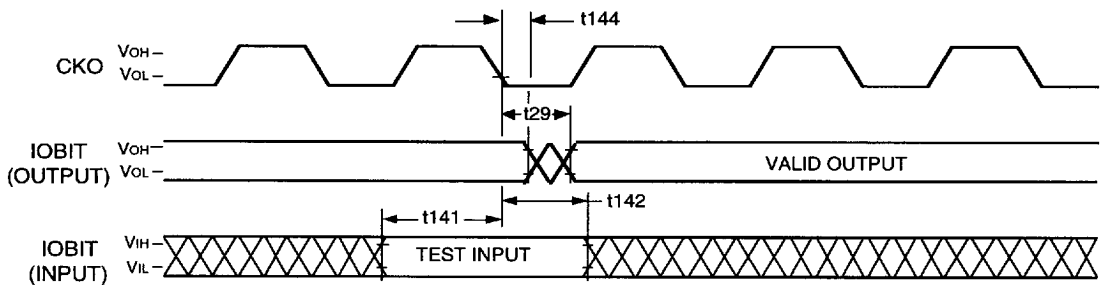 t144
VOH
CKO
VOL
t29
IOBIT
(OUTPUT)
VOH
VOL
VALID OUTPUT
t142
t141
IOBIT
(INPUT)
VIH
VIL
TEST INPUT